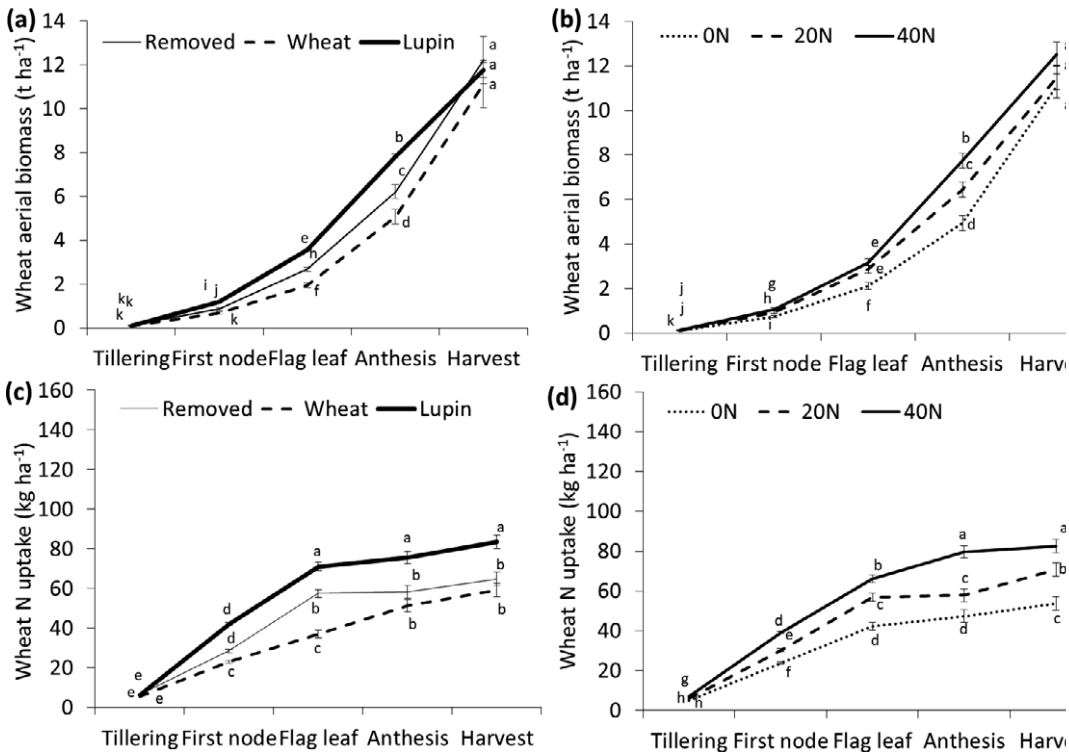 (a)
Wheat aerial biomass (t ha⁻¹)
14
12
10
8
6
4
2
0
Removed Wheat Lupin
a
a
a
b
c
d
e
h
f
i j
k
kk
k
Tillering First node Flag leaf Anthesis Harvest
(b)
Wheat aerial biomass (t ha⁻¹)
14
12
10
8
6
4
2
0
0N 20N 40N
a
a
a
b
c
d
e
e
f
g
h
i
j
j
k
Tillering First node Flag leaf Anthesis Harv
(c)
Wheat N uptake (kg ha⁻¹)
160
140
120
100
80
60
40
20
0
Removed Wheat Lupin
a
b
b
a
b
b
a
b
c
d
d
c
e
e e
Tillering First node Flag leaf Anthesis Harvest
(d)
Wheat N uptake (kg ha⁻¹)
160
140
120
100
80
60
40
20
0
0N 20N 40N
a
b
c
a
c
d
b
c
d
d
e
f
g
h h
Tillering First node Flag leaf Anthesis Harve